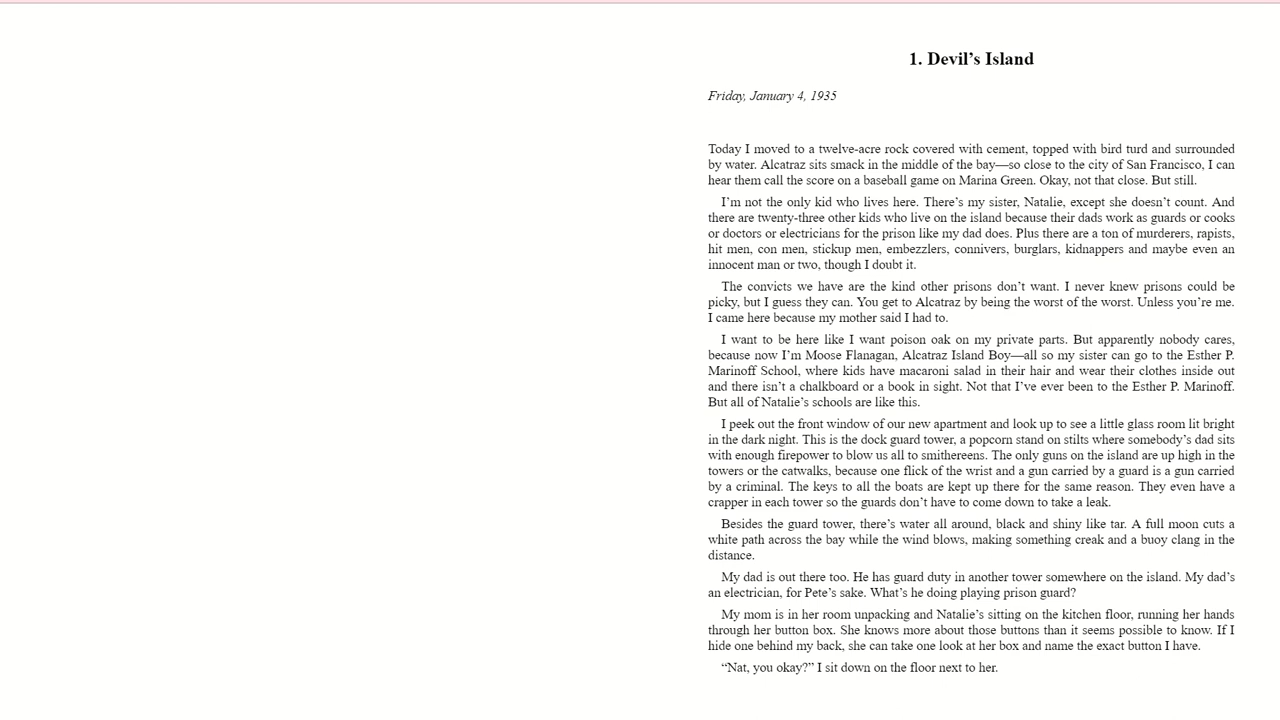 1. Devil’s Island
Friday, January 4, 1935
Today I moved to a twelve-acre rock covered with cement, topped with bird turd and surrounded
by water. Alcatraz sits smack in the middle of the bay—so close to the city of San Francisco, I can
hear them call the score on a baseball game on Marina Green. Okay, not that close. But still.
I’m not the only kid who lives here. There’s my sister, Natalie, except she doesn’t count. And
there are twenty-three other kids who live on the island because their dads work as guards or cooks
or doctors or electricians for the prison like my dad does. Plus there are a ton of murderers, rapists,
hit men, con men, stickup men, embezzlers, connivers, burglars, kidnappers and maybe even an
innocent man or two, though I doubt it.
The convicts we have are the kind other prisons don’t want. I never knew prisons could be
picky, but I guess they can. You get to Alcatraz by being the worst of the worst. Unless you’re me.
I came here because my mother said I had to.
I want to be here like I want poison oak on my private parts. But apparently nobody cares,
because now I’m Moose Flanagan, Alcatraz Island Boy—all so my sister can go to the Esther P.
Marinoff School, where kids have macaroni salad in their hair and wear their clothes inside out
and there isn’t a chalkboard or a book in sight. Not that I’ve ever been to the Esther P. Marinoff.
But all of Natalie’s schools are like this.
I peek out the front window of our new apartment and look up to see a little glass room lit bright
in the dark night. This is the dock guard tower, a popcorn stand on stilts where somebody’s dad sits
with enough firepower to blow us all to smithereens. The only guns on the island are up high in the
towers or the catwalks, because one flick of the wrist and a gun carried by a guard is a gun carried
by a criminal. The keys to all the boats are kept up there for the same reason. They even have a
crapper in each tower so the guards don’t have to come down to take a leak.
Besides the guard tower, there’s water all around, black and shiny like tar. A full moon cuts a
white path across the bay while the wind blows, making something creak and a buoy clang in the
distance.
My dad is out there too. He has guard duty in another tower somewhere on the island. My dad’s
an electrician, for Pete’s sake. What’s he doing playing prison guard?
My mom is in her room unpacking and Natalie’s sitting on the kitchen floor, running her hands
through her button box. She knows more about those buttons than it seems possible to know. If I
hide one behind my back, she can take one look at her box and name the exact button I have.
“Nat, you okay?” I sit down on the floor next to her.